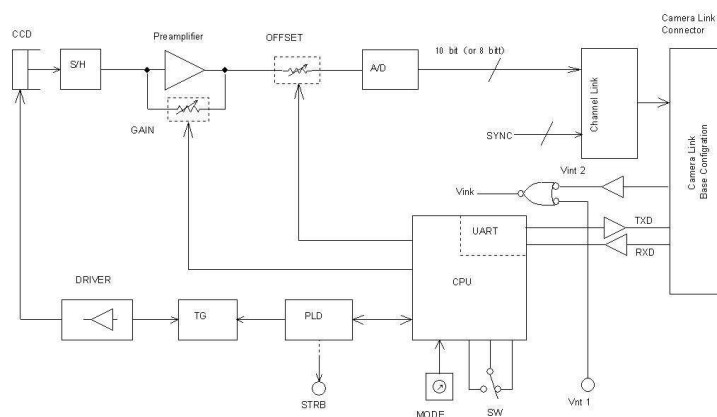 CCD
S/H
Preamplifier
GAIN
OFFSET
A/D
10 bit (or 8 bitt)
SYNC
Channel Link
Camera Link
Connector
Camera Link
Base Configration
Vint 2
Vink
UART
TXD
RXD
CPU
DRIVER
TG
PLD
STRB
MODE
SW
Vnt 1